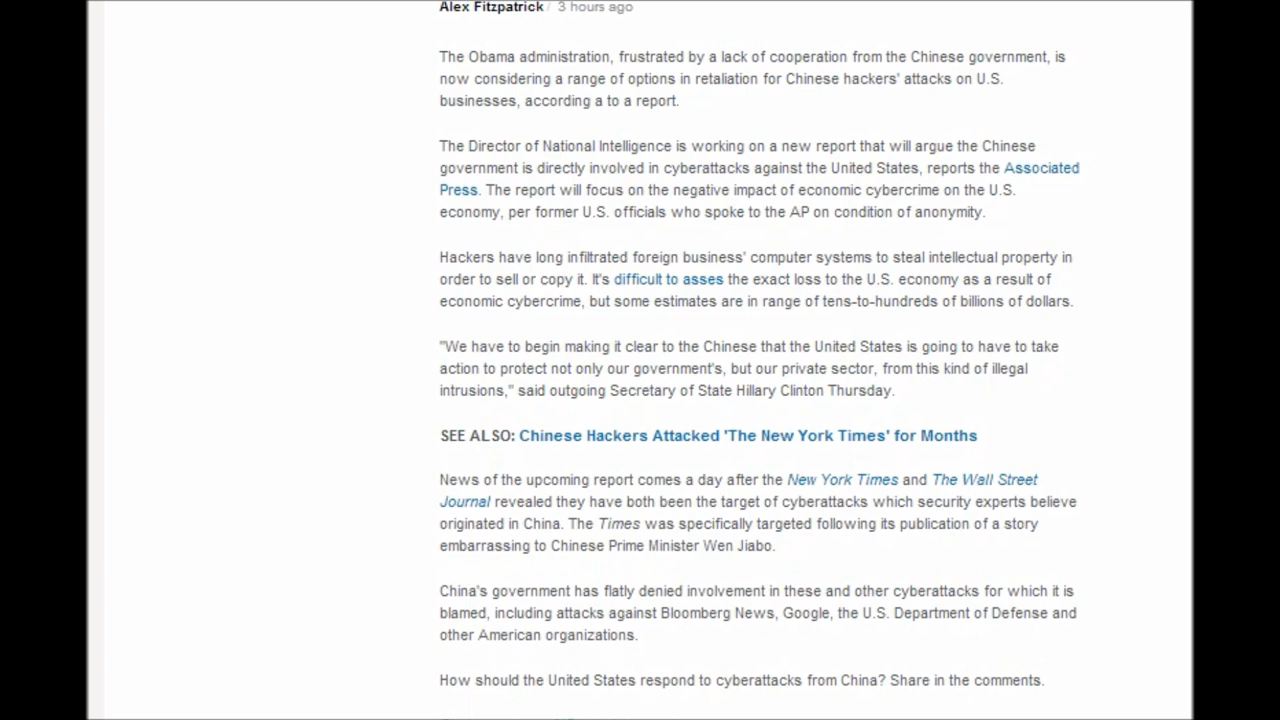 Alex Fitzpatrick / 3 hours ago
The Obama administration, frustrated by a lack of cooperation from the Chinese government, is
now considering a range of options in retaliation for Chinese hackers' attacks on U.S.
businesses, according a to a report.
The Director of National Intelligence is working on a new report that will argue the Chinese
government is directly involved in cyberattacks against the United States, reports the Associated
Press. The report will focus on the negative impact of economic cybercrime on the U.S.
economy, per former U.S. officials who spoke to the AP on condition of anonymity.
Hackers have long infiltrated foreign business' computer systems to steal intellectual property in
order to sell or copy it. It's difficult to asses the exact loss to the U.S. economy as a result of
economic cybercrime, but some estimates are in range of tens-to-hundreds of billions of dollars.
"We have to begin making it clear to the Chinese that the United States is going to have to take
action to protect not only our government's, but our private sector, from this kind of illegal
intrusions," said outgoing Secretary of State Hillary Clinton Thursday.
SEE ALSO: Chinese Hackers Attacked 'The New York Times' for Months
News of the upcoming report comes a day after the New York Times and The Wall Street
Journal revealed they have both been the target of cyberattacks which security experts believe
originated in China. The Times was specifically targeted following its publication of a story
embarrassing to Chinese Prime Minister Wen Jiabo.
China's government has flatly denied involvement in these and other cyberattacks for which it is
blamed, including attacks against Bloomberg News, Google, the U.S. Department of Defense and
other American organizations.
How should the United States respond to cyberattacks from China? Share in the comments.